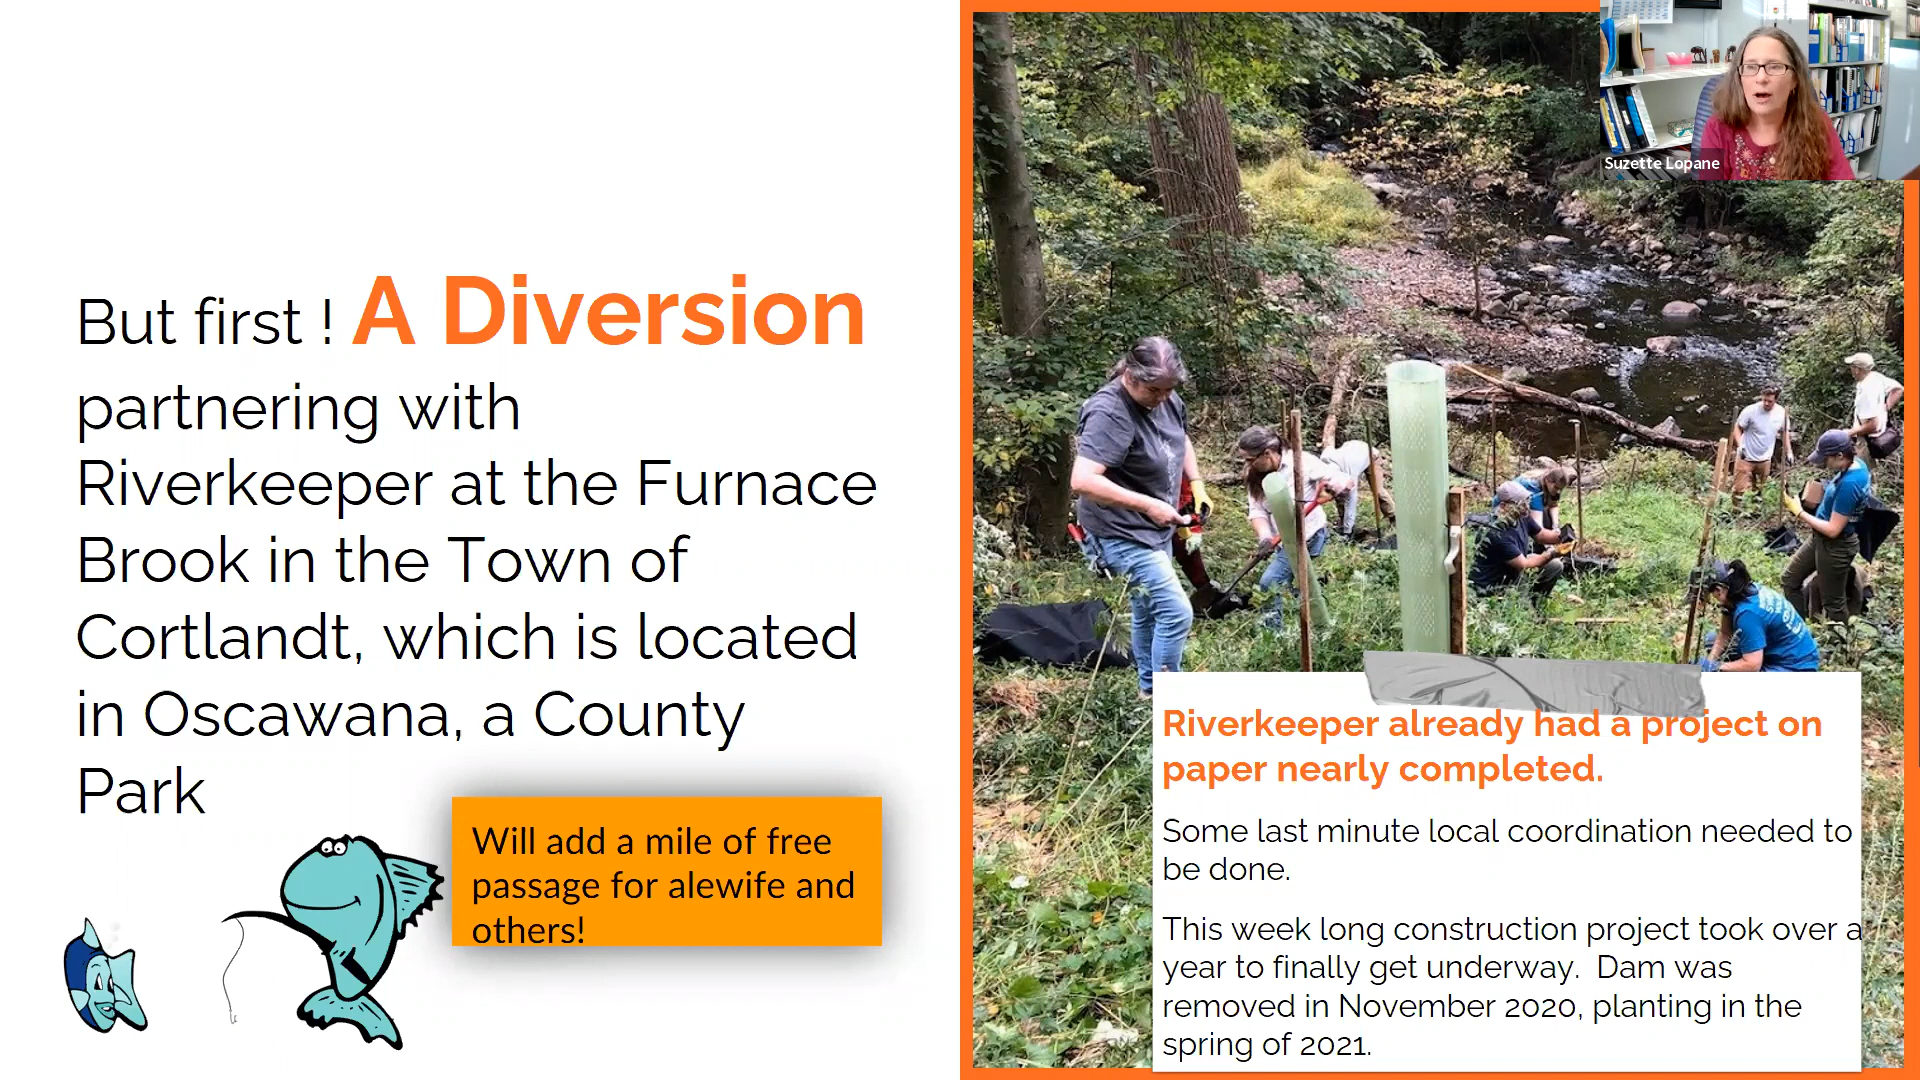 But first ! A Diversion
partnering with
Riverkeeper at the Furnace
Brook in the Town of
Cortlandt, which is located
in Oscawana, a County
Park
Will add a mile of free
passage for alewife and
others!
Suzette Lopane
Riverkeeper already had a project on
paper nearly completed.
Some last minute local coordination needed to
be done.
This week long construction project took over a
year to finally get underway.  Dam was
removed in November 2020, planting in the
spring of 2021.